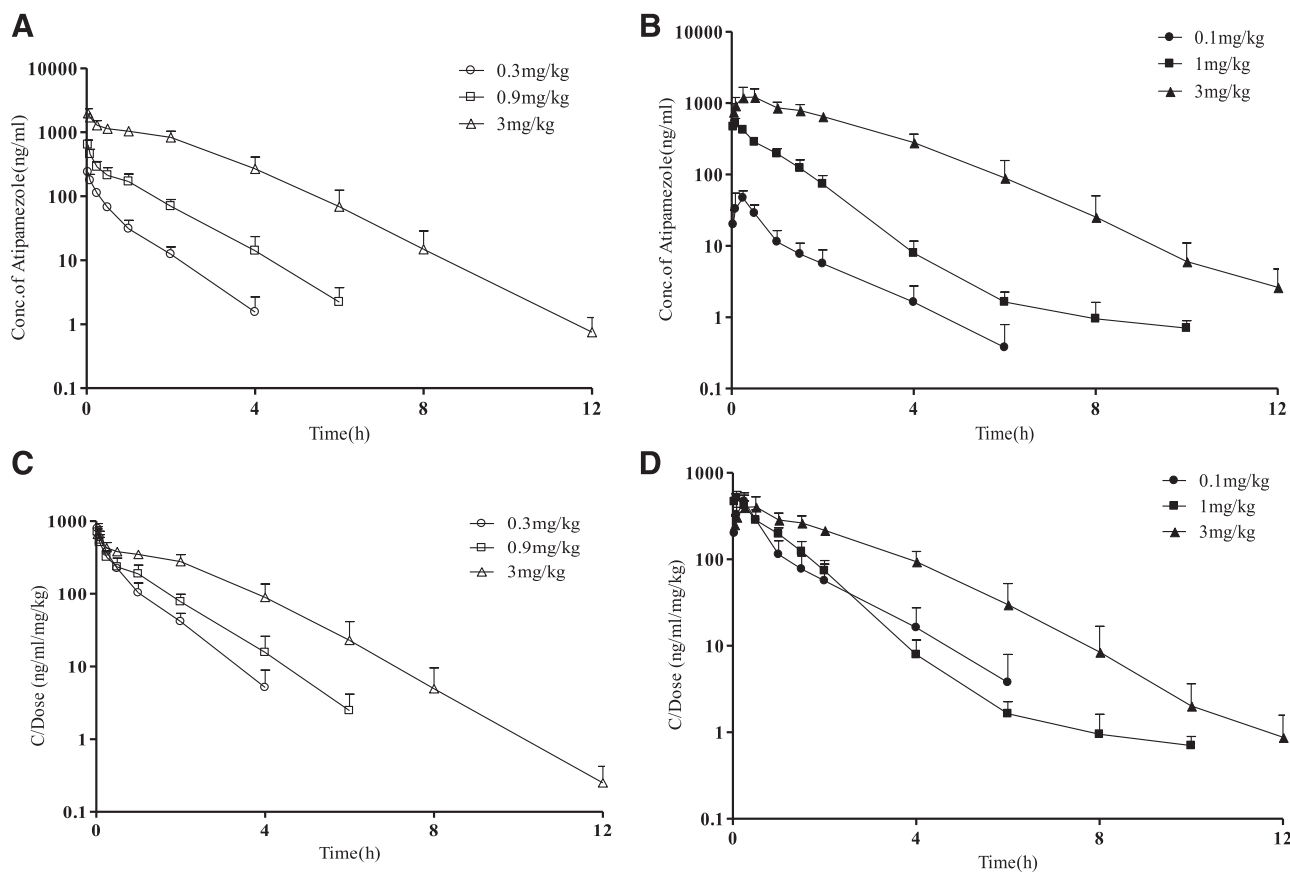 A
Conc.of Atipamezole(ng/ml)
10000
1000
100
10
1
0.1
0
4
8
12
Time(h)
0.3mg/kg
0.9mg/kg
3mg/kg
B
Conc.of Atipamezole(ng/ml)
10000
1000
100
10
1
0.1
0
4
8
12
Time(h)
0.1mg/kg
1mg/kg
3mg/kg
C
C/Dose (ng/ml/mg/kg)
1000
100
10
1
0.1
0
4
8
12
Time(h)
0.3mg/kg
0.9mg/kg
3mg/kg
D
C/Dose (ng/ml/mg/kg)
1000
100
10
1
0.1
0
4
8
12
Time(h)
0.1mg/kg
1mg/kg
3mg/kg